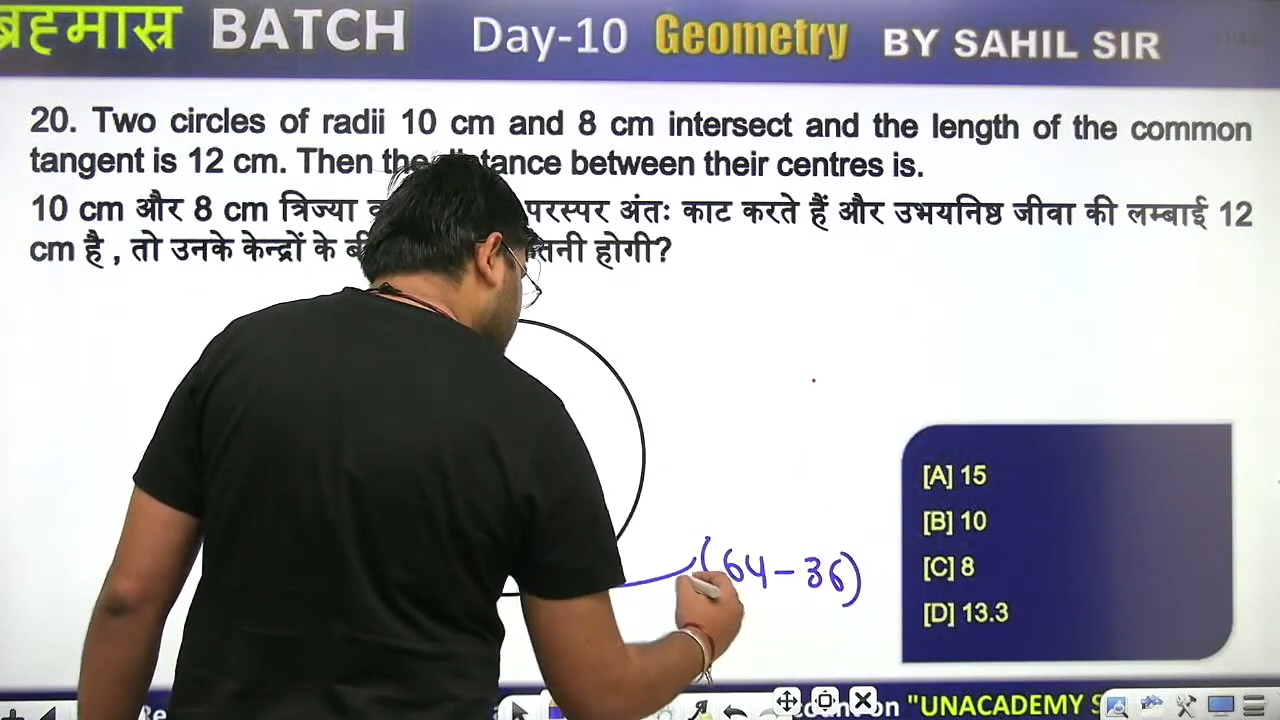 ब्रह्मास्र BATCH Day-10 Geometry BY SAHIL SIR
20. Two circles of radii 10 cm and 8 cm intersect and the length of the common
tangent is 12 cm. Then the distance between their centres is.
10 cm और 8 cm त्रिज्या परस्पर अंतः काट करते हैं और उभयनिष्ठ जीवा की लम्बाई 12
cm है , तो उनके केन्द्रों के होगी?
(64-36)
[A] 15
[B] 10
[C] 8
[D] 13.3
on "UNACADEMY S